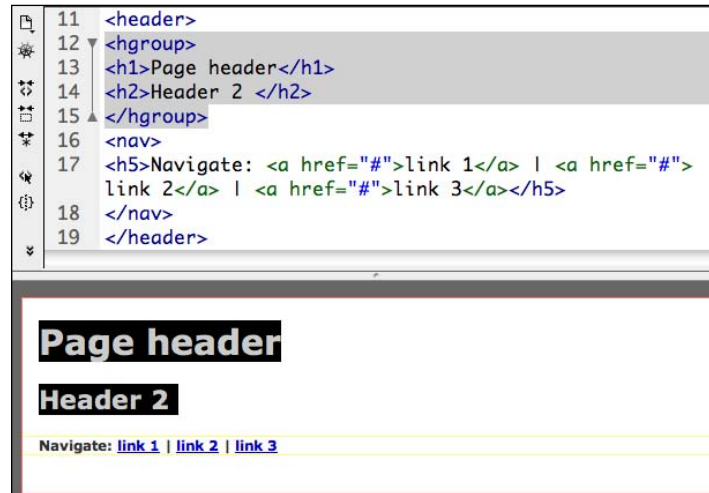 11 <header>
12 <hgroup>
13 <h1>Page header</h1>
14 <h2>Header 2 </h2>
15 </hgroup>
16 <nav>
17 <h5>Navigate: <a href="#">link 1</a> | <a href="#">
link 2</a> | <a href="#">link 3</a></h5>
18 </nav>
19 </header>
Page header
Header 2
Navigate: link 1 | link 2 | link 3